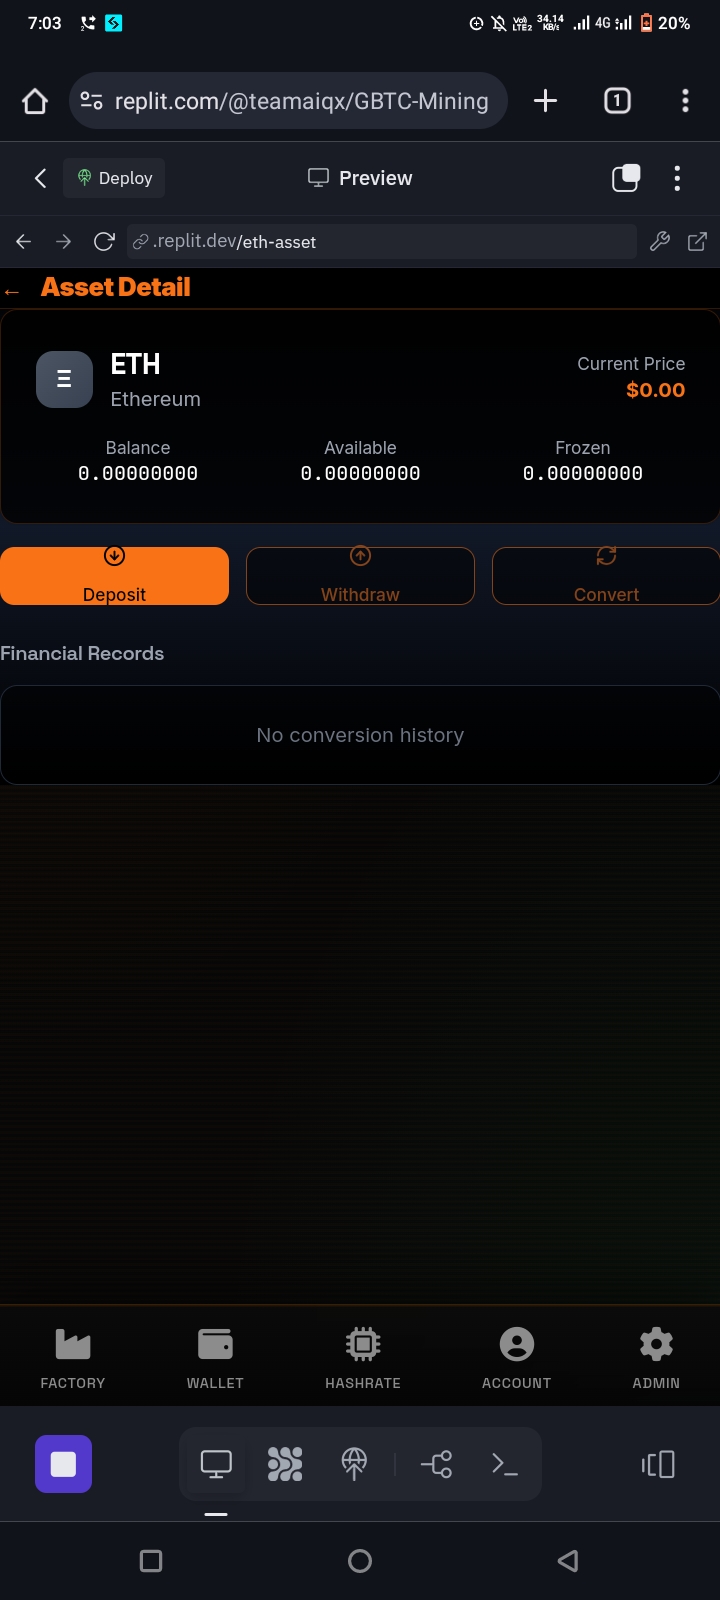 7:03
Vo)) LTE2
34.14 KB/s
4G
20%
replit.com/@teamaiqx/GBTC-Mining
1
Deploy
Preview
.replit.dev/eth-asset
← Asset Detail
Ξ
ETH
Ethereum
Current Price
$0.00
Balance
Available
Frozen
0.00000000
0.00000000
0.00000000
Deposit
Withdraw
Convert
Financial Records
No conversion history
FACTORY
WALLET
HASHRATE
ACCOUNT
ADMIN